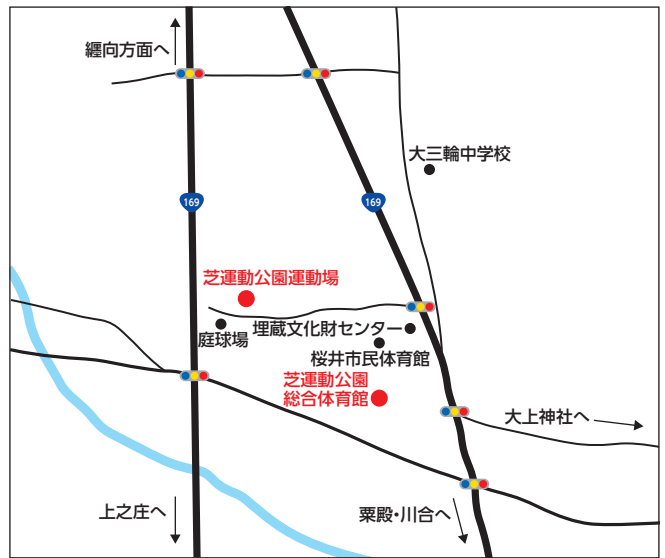 纒向方面へ
大三輪中学校
169
169
芝運動公園運動場
埋蔵文化財センター
庭球場
桜井市民体育館
芝運動公園
総合体育館
大上神社へ
上之庄へ
粟殿・川合へ